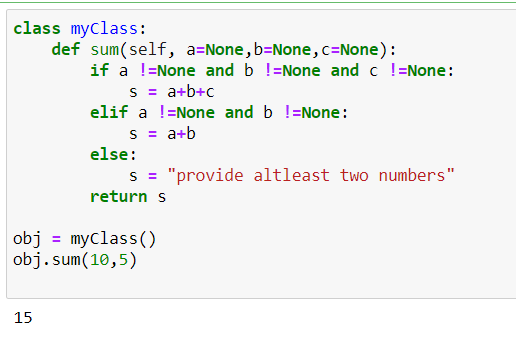 class myClass:
    def sum(self, a=None,b=None,c=None):
        if a !=None and b !=None and c !=None:
            s = a+b+c
        elif a !=None and b !=None:
            s = a+b
        else:
            s = "provide altleast two numbers"
        return s

obj = myClass()
obj.sum(10,5)
15